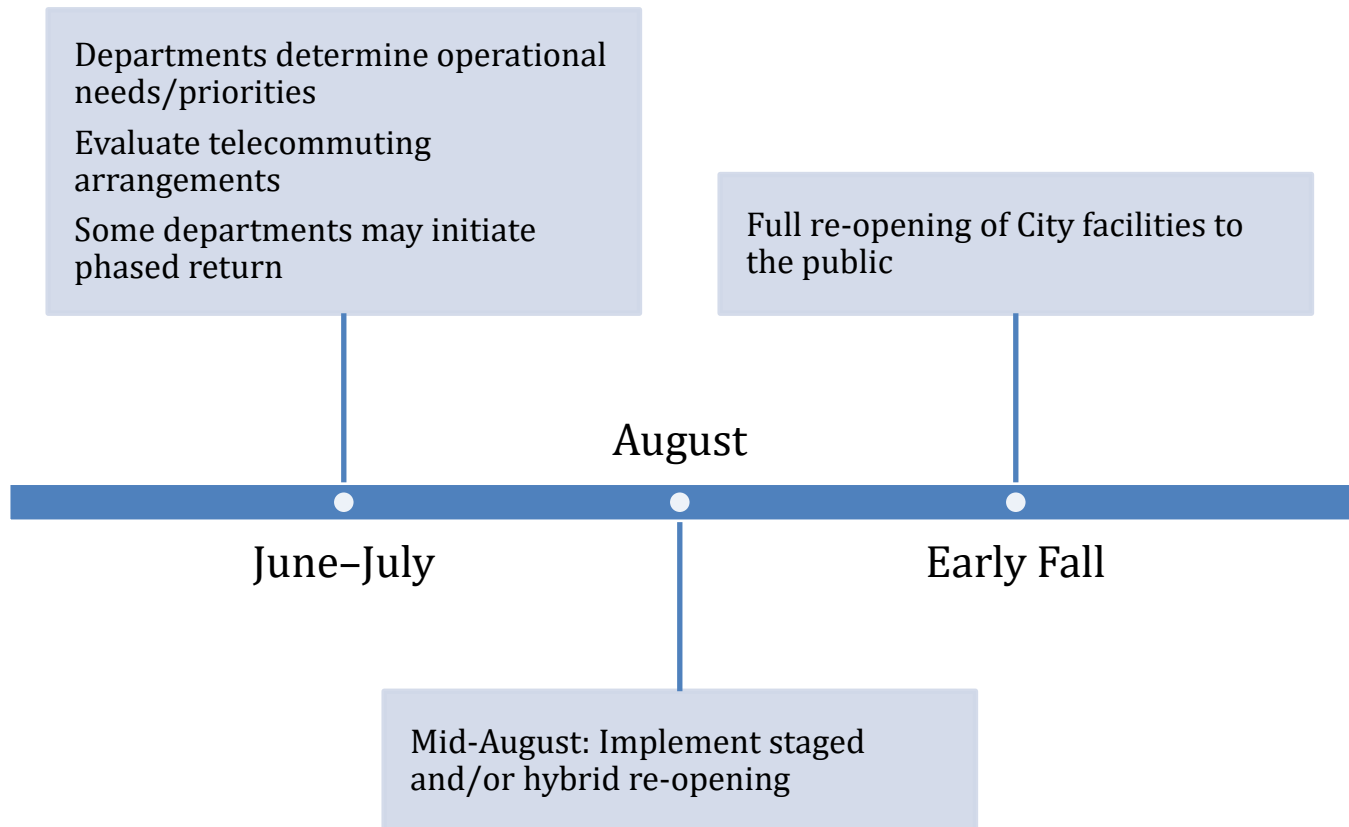 Departments determine operational
needs/priorities
Evaluate telecommuting
arrangements
Some departments may initiate
phased return
Full re-opening of City facilities to
the public
August
June–July
Early Fall
Mid-August: Implement staged
and/or hybrid re-opening